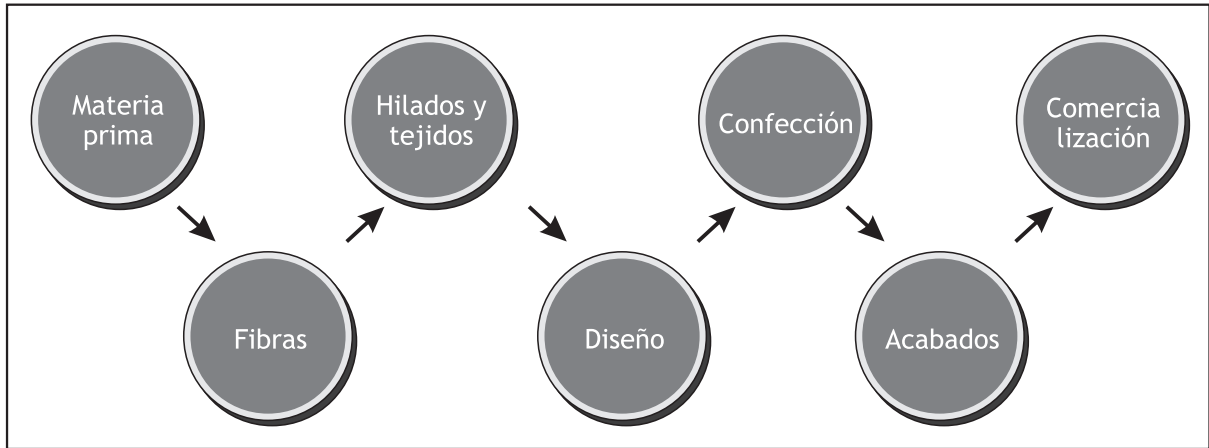 Materia
prima
Fibras
Hilados y
tejidos
Diseño
Confección
Acabados
Comercia
lización